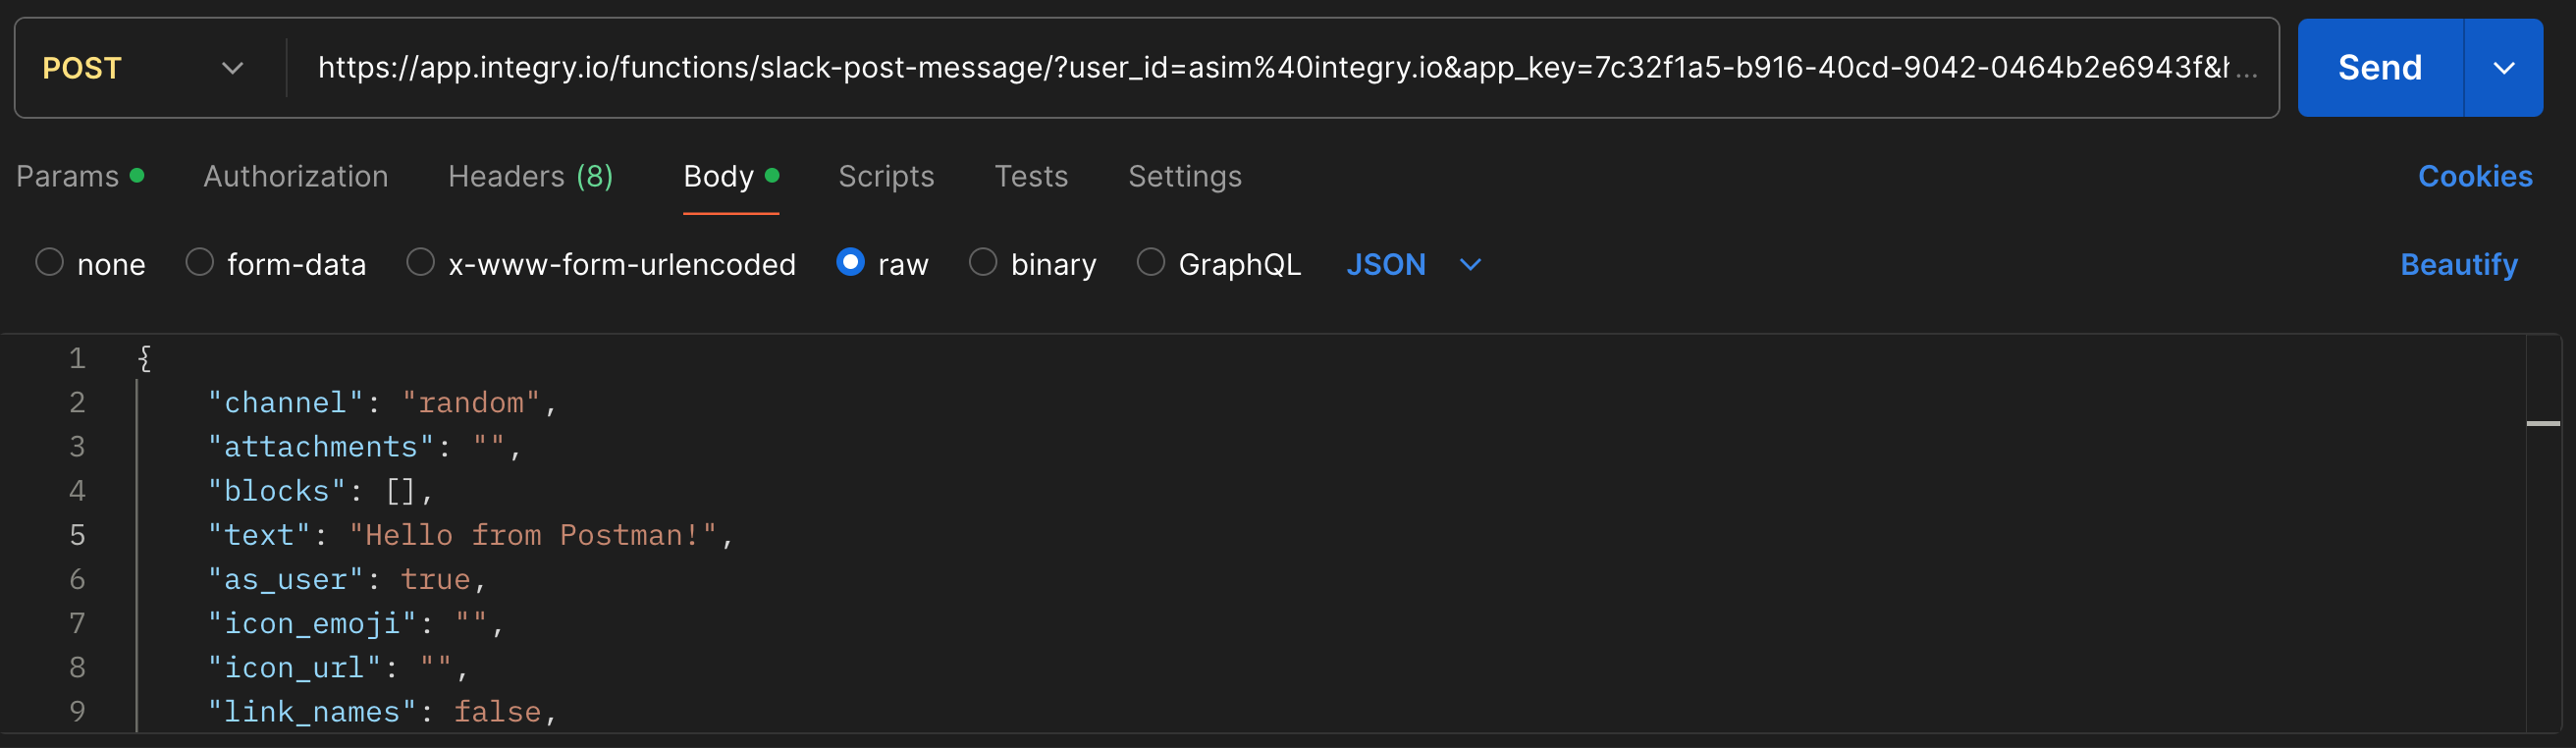 POST https://app.integry.io/functions/slack-post-message/?user_id=asim%40integry.io&app_key=7c32f1a5-b916-40cd-9042-0464b2e6943f&h... Send
Params Authorization Headers (8) Body Scripts Tests Settings Cookies
none form-data x-www-form-urlencoded raw binary GraphQL JSON Beautify
1 {
2 "channel": "random",
3 "attachments": "",
4 "blocks": [],
5 "text": "Hello from Postman!",
6 "as_user": true,
7 "icon_emoji": "",
8 "icon_url": "",
9 "link_names": false,